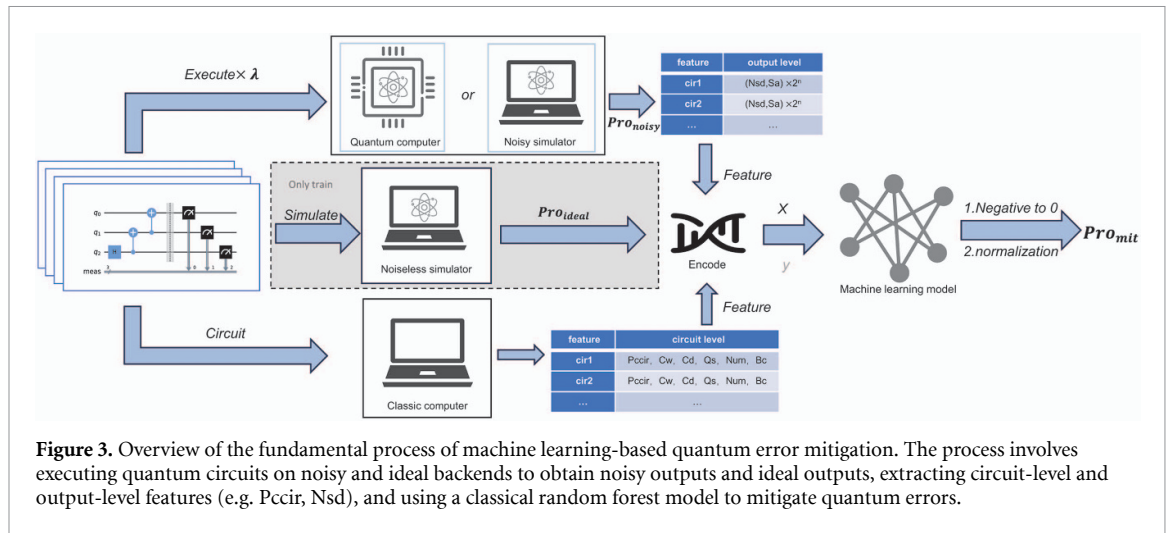 Execute× λ
Quantum computer
or
Noisy simulator
Pro_noisy
feature output level
cir1 (Nsd,Sa) ×2ⁿ
cir2 (Nsd,Sa) ×2ⁿ
... ...
Feature
Only train
Simulate
Noiseless simulator
Pro_ideal
q₀
q₁
q₂ H
meas 3 0 1 2
Encode
X
y
Machine learning model
1.Negative to 0
2.normalization
Pro_mit
Circuit
Classic computer
Feature
feature circuit level
cir1 Pccir, Cw, Cd, Qs, Num, Bc
cir2 Pccir, Cw, Cd, Qs, Num, Bc
... ...
Figure 3. Overview of the fundamental process of machine learning-based quantum error mitigation. The process involves
executing quantum circuits on noisy and ideal backends to obtain noisy outputs and ideal outputs, extracting circuit-level and
output-level features (e.g. Pccir, Nsd), and using a classical random forest model to mitigate quantum errors.